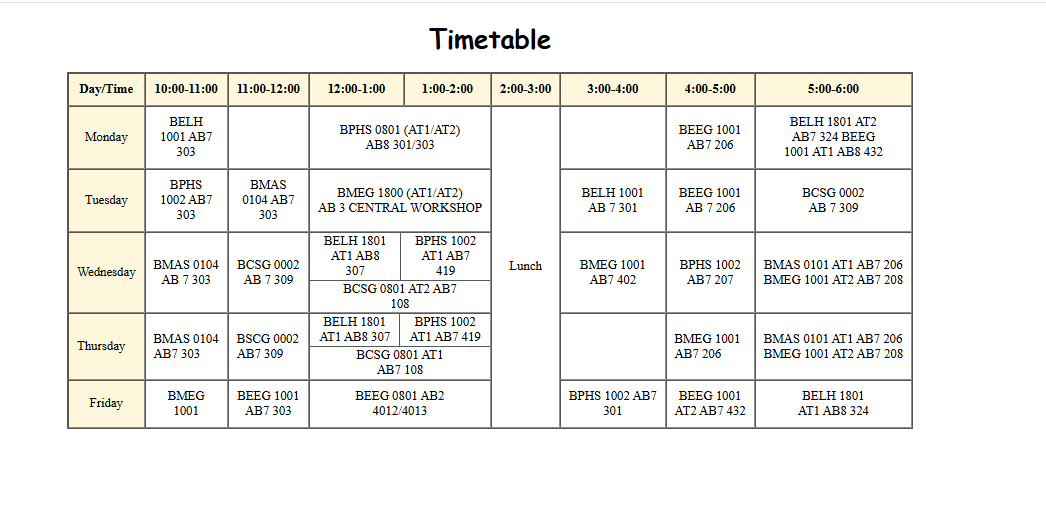 Timetable
Day/Time 10:00-11:00 11:00-12:00 12:00-1:00 1:00-2:00 2:00-3:00 3:00-4:00 4:00-5:00 5:00-6:00
Monday
BELH
1001 AB7
303
BPHS 0801 (AT1/AT2)
AB8 301/303
BEEG 1001
AB7 206
BELH 1801 AT2
AB7 324 BEEG
1001 AT1 AB8 432
Lunch
Tuesday
BPHS
1002 AB7
303
BMAS
0104 AB7
303
BMEG 1800 (AT1/AT2)
AB 3 CENTRAL WORKSHOP
BELH 1001
AB 7 301
BEEG 1001
AB 7 206
BCSG 0002
AB 7 309
Wednesday
BMAS 0104
AB 7 303
BCSG 0002
AB 7 309
BELH 1801
AT1 AB8
307
BPHS 1002
AT1 AB7
419
BCSG 0801 AT2 AB7
108
BMEG 1001
AB7 402
BPHS 1002
AB7 207
BMAS 0101 AT1 AB7 206
BMEG 1001 AT2 AB7 208
Thursday
BMAS 0104
AB7 303
BSCG 0002
AB7 309
BELH 1801
AT1 AB8 307
BPHS 1002
AT1 AB7 419
BCSG 0801 AT1
AB7 108
BMEG 1001
AB7 206
BMAS 0101 AT1 AB7 206
BMEG 1001 AT2 AB7 208
Friday
BMEG
1001
BEEG 1001
AB7 303
BEEG 0801 AB2
4012/4013
BPHS 1002 AB7
301
BEEG 1001
AT2 AB7 432
BELH 1801
AT1 AB8 324